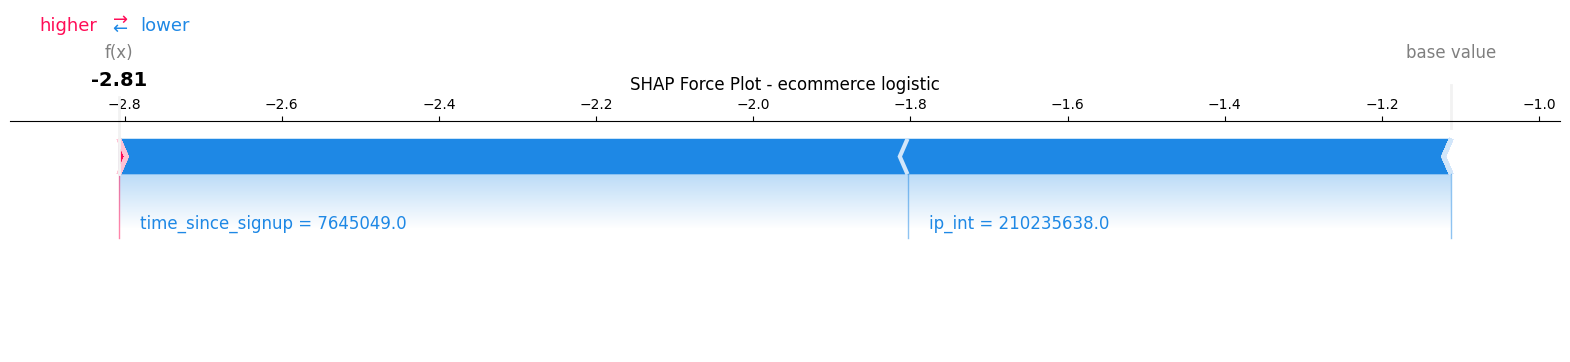 higher ⇄ lower
f(x)
base value
-2.81
SHAP Force Plot - ecommerce logistic
−2.8 −2.6 −2.4 −2.2 −2.0 −1.8 −1.6 −1.4 −1.2 −1.0
time_since_signup = 7645049.0
ip_int = 210235638.0